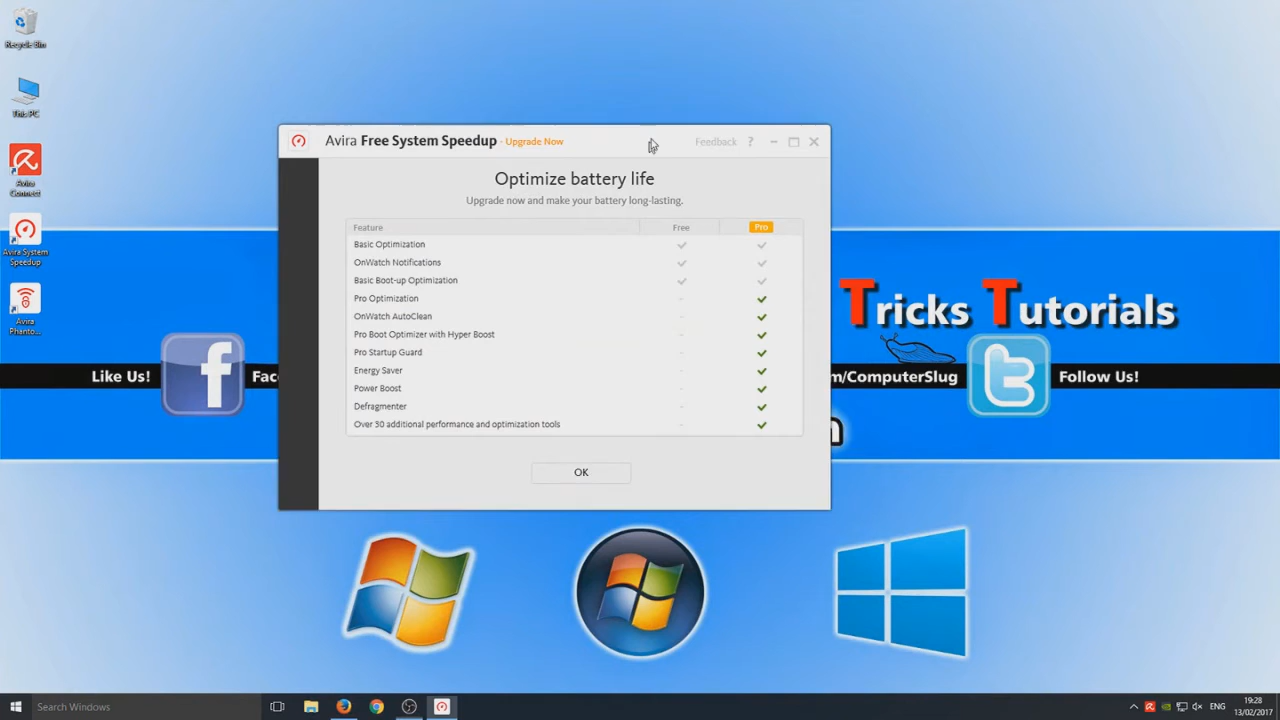 Recycle Bin
This PC
Avira Connect
Avira System Speedup
Avira Phanto...
Avira Free System Speedup · Upgrade Now
Feedback ?
Optimize battery life
Upgrade now and make your battery long-lasting.
Feature Free Pro
Basic Optimization
OnWatch Notifications
Basic Boot-up Optimization
Pro Optimization -
OnWatch AutoClean -
Pro Boot Optimizer with Hyper Boost -
Pro Startup Guard -
Energy Saver -
Power Boost -
Defragmenter -
Over 30 additional performance and optimization tools -
OK
Tricks Tutorials
Like Us! f Fac
m/ComputerSlug t Follow Us!
Search Windows
ENG
19:28
13/02/2017